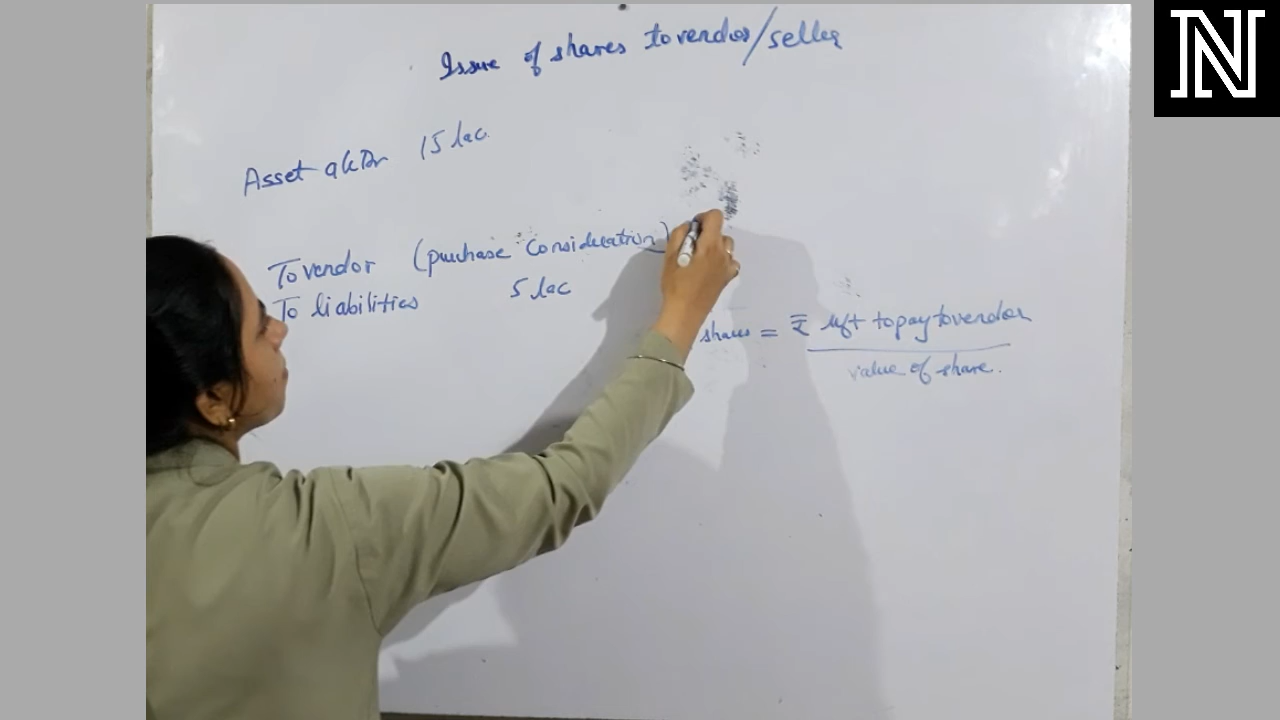 Issue of shares to vendor/seller
Asset a/c Dr 15 lac
To vendor (purchase consideration)
To liabilities 5 lac
shares = ₹ left to pay to vendor
value of share.
N